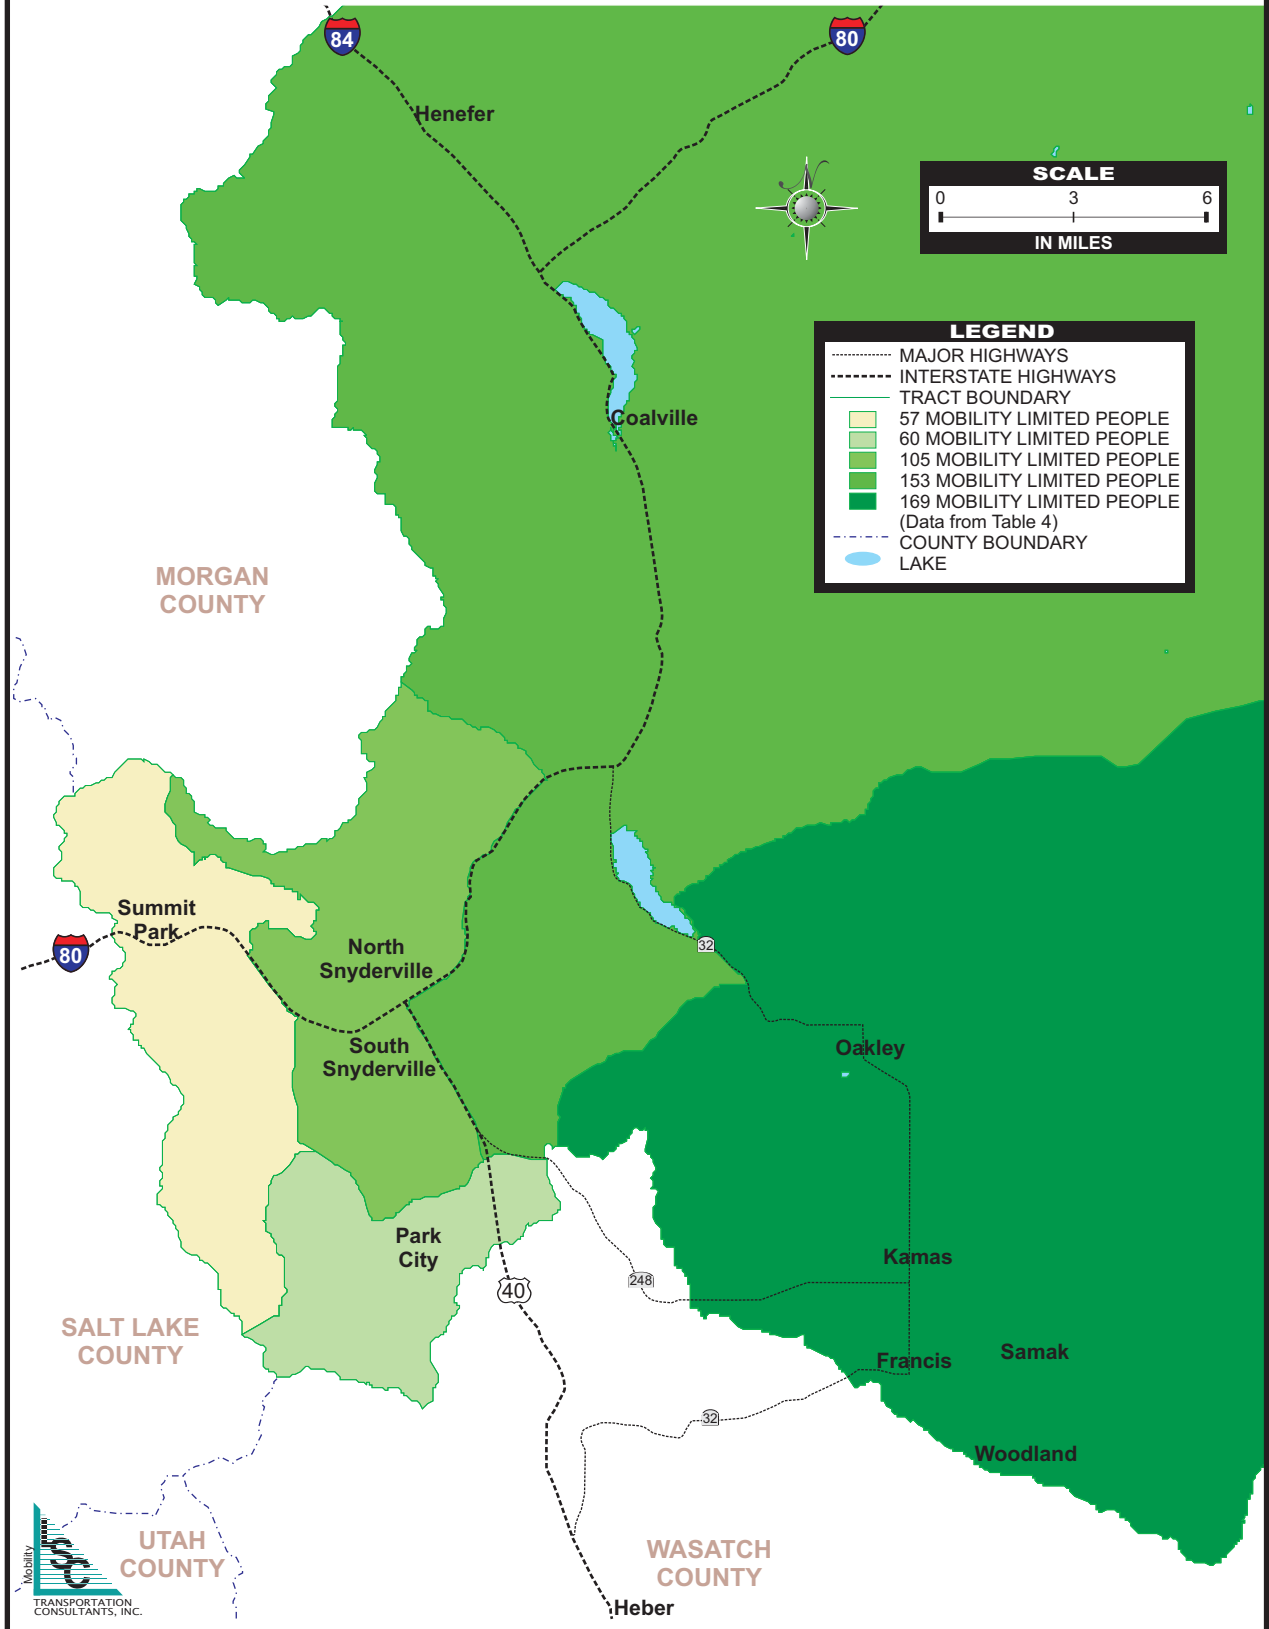 84
80
Henefer
N
SCALE
0 3 6
IN MILES
LEGEND
MAJOR HIGHWAYS
INTERSTATE HIGHWAYS
TRACT BOUNDARY
57 MOBILITY LIMITED PEOPLE
60 MOBILITY LIMITED PEOPLE
105 MOBILITY LIMITED PEOPLE
153 MOBILITY LIMITED PEOPLE
169 MOBILITY LIMITED PEOPLE
(Data from Table 4)
COUNTY BOUNDARY
LAKE
Coalville
MORGAN
COUNTY
Summit
Park
80
North
Snyderville
32
South
Snyderville
Oakley
Park
City
Kamas
248
40
SALT LAKE
COUNTY
Francis
Samak
32
Woodland
UTAH
COUNTY
WASATCH
COUNTY
Heber
Mobility
LSC
TRANSPORTATION
CONSULTANTS, INC.